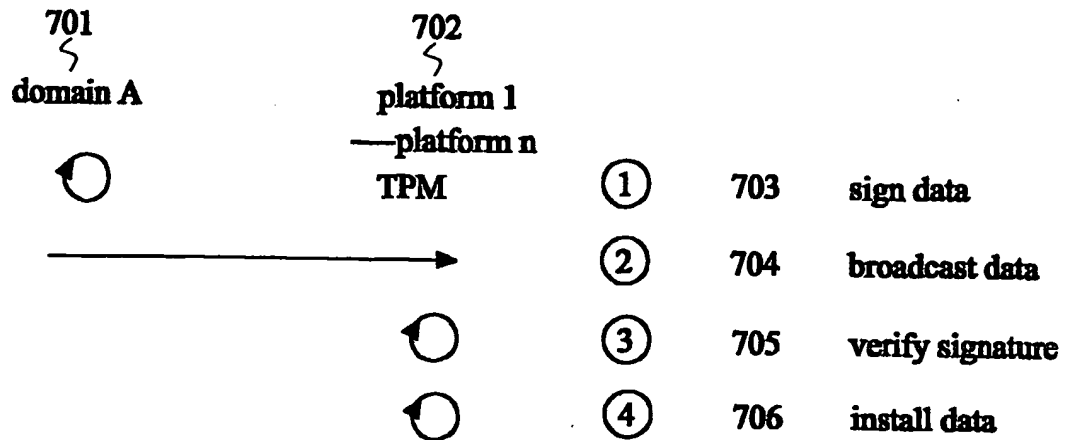 701
702
domain A
platform 1
—platform n
TPM
1 703 sign data
2 704 broadcast data
3 705 verify signature
4 706 install data